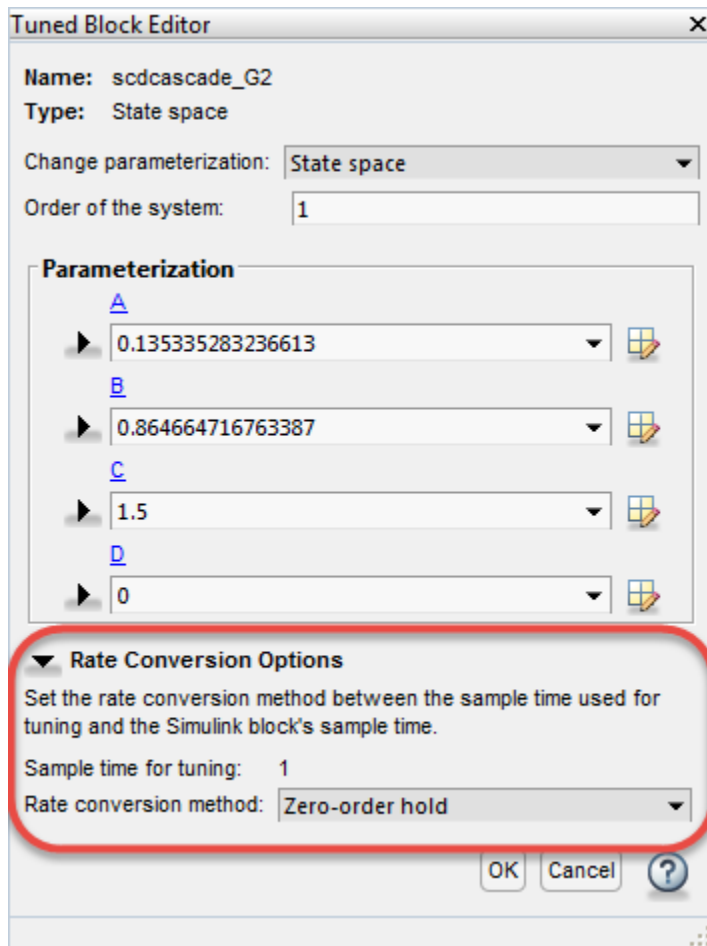 Tuned Block Editor
Name: scdcascade_G2
Type: State space
Change parameterization: State space
Order of the system: 1
Parameterization
A
0.135335283236613
B
0.864664716763387
C
1.5
D
0
Rate Conversion Options
Set the rate conversion method between the sample time used for
tuning and the Simulink block's sample time.
Sample time for tuning: 1
Rate conversion method: Zero-order hold
OK Cancel ?